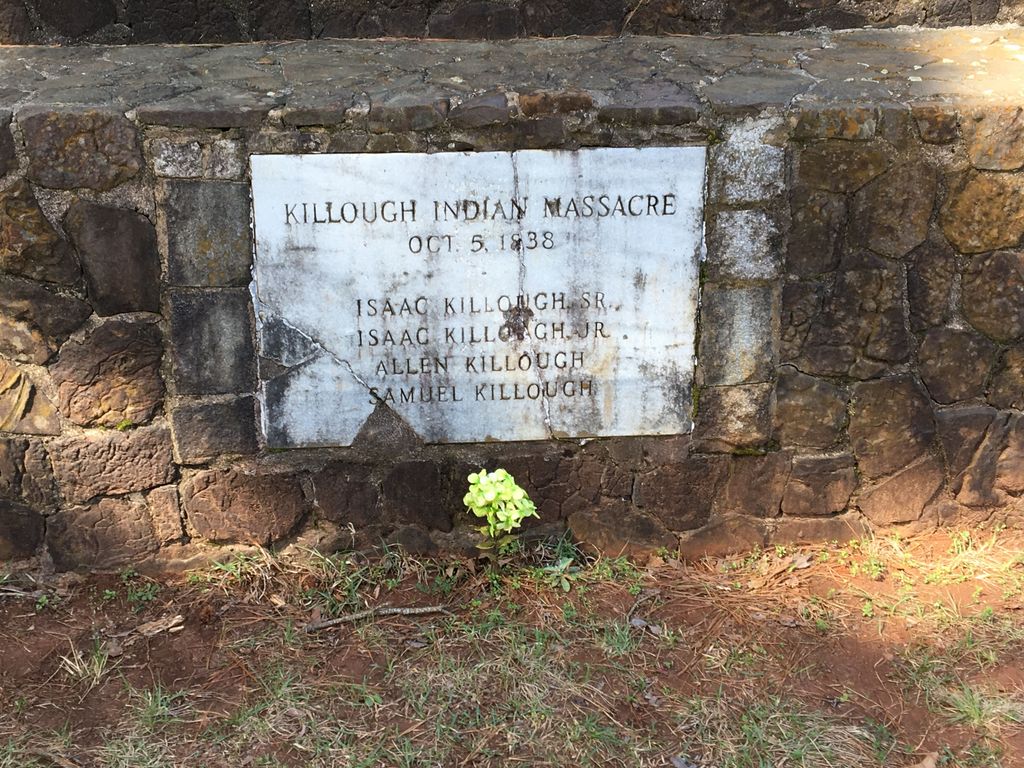 KILLOUGH INDIAN MASSACRE
OCT. 5, 1838
ISAAC KILLOUGH, SR.
ISAAC KILLOUGH, JR.
ALLEN KILLOUGH
SAMUEL KILLOUGH